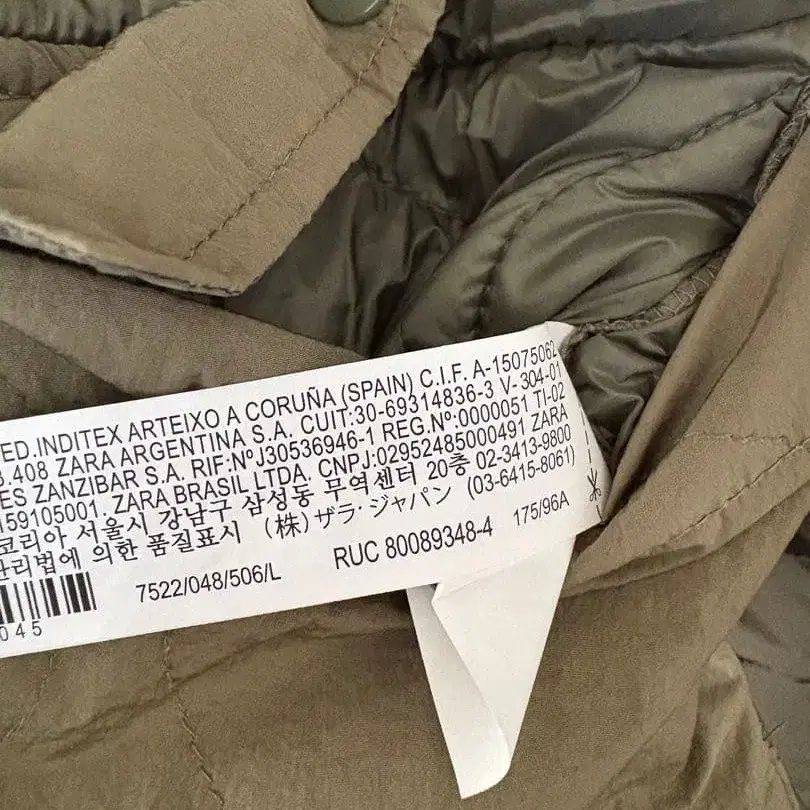 ED.INDITEX ARTEIXO A CORUÑA (SPAIN) C.I.F. A-15075062
.408 ZARA ARGENTINA S.A. CUIT:30-69314836-3 V-304-01
ES ZANZIBAR S.A. RIF:NºJ30536946-1 REG.Nº:0000051 TI-02
159105001. ZARA BRASIL LTDA. CNPJ:02952485000491 ZARA
코리아 서울시 강남구 삼성동 무역센터 20층 02-3413-9800
관리법에 의한 품질표시 (株)ザラ・ジャパン (03-6415-8061)
7522/048/506/L RUC 80089348-4 175/96A
045